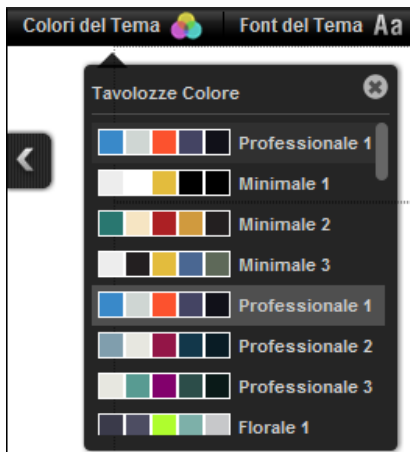 Colori del Tema Font del Tema Aa
Tavolozze Colore
Professionale 1
Minimale 1
Minimale 2
Minimale 3
Professionale 1
Professionale 2
Professionale 3
Florale 1